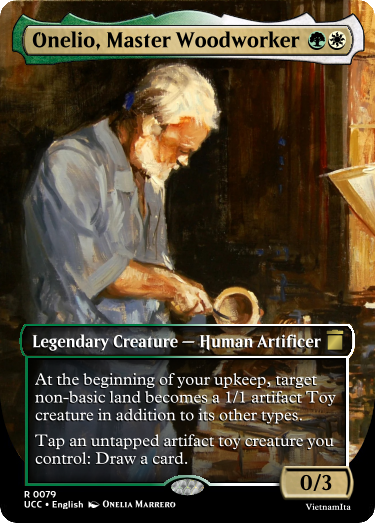 Onelio, Master Woodworker
Legendary Creature — Human Artificer
At the beginning of your upkeep, target
non-basic land becomes a 1/1 artifact Toy
creature in addition to its other types.
Tap an untapped artifact toy creature you
control: Draw a card.
0/3
R 0079
UCC • English Onelia Marrero
VietnamIta